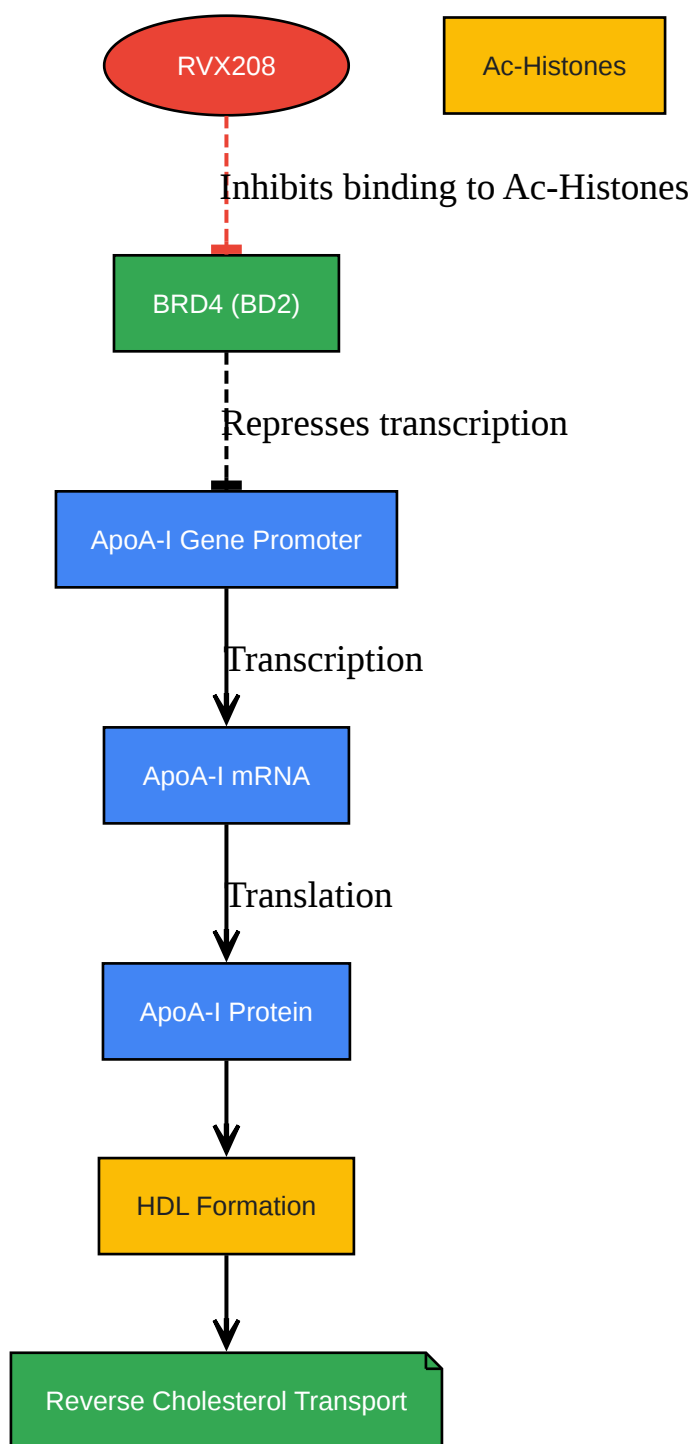 RVX208
Ac-Histones
Inhibits binding to Ac-Histones
BRD4 (BD2)
Represses transcription
ApoA-I Gene Promoter
Transcription
ApoA-I mRNA
Translation
ApoA-I Protein
HDL Formation
Reverse Cholesterol Transport